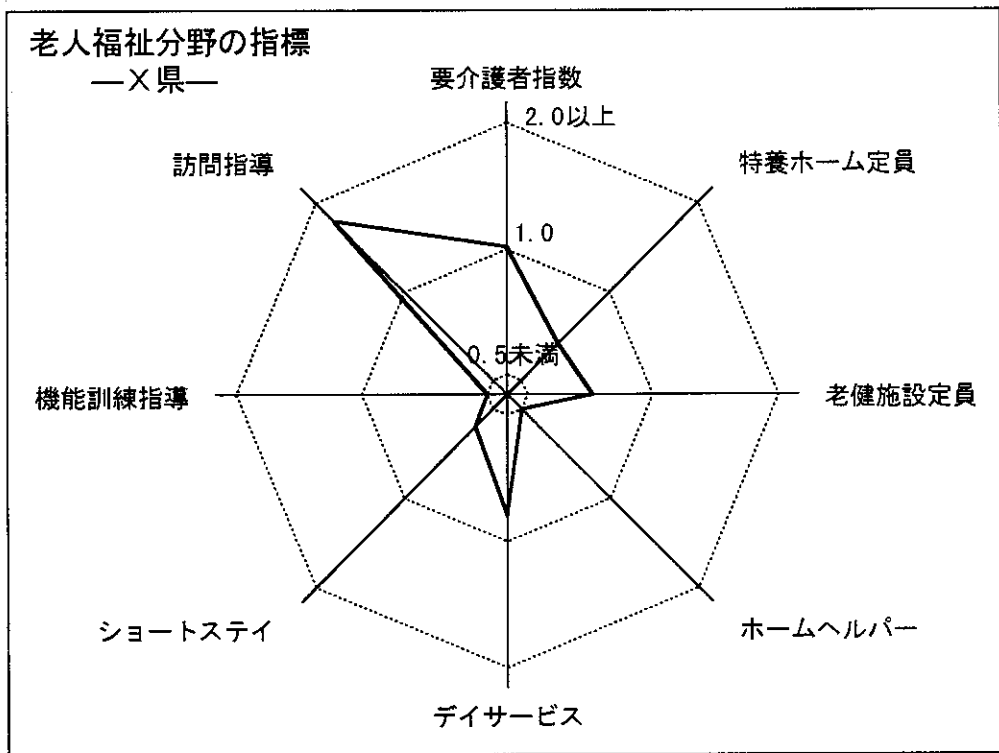 老人福祉分野の指標
―X県―
要介護者指数
2.0以上
訪問指導
特養ホーム定員
1.0
0.5未満
機能訓練指導
老健施設定員
ショートステイ
ホームヘルパー
デイサービス